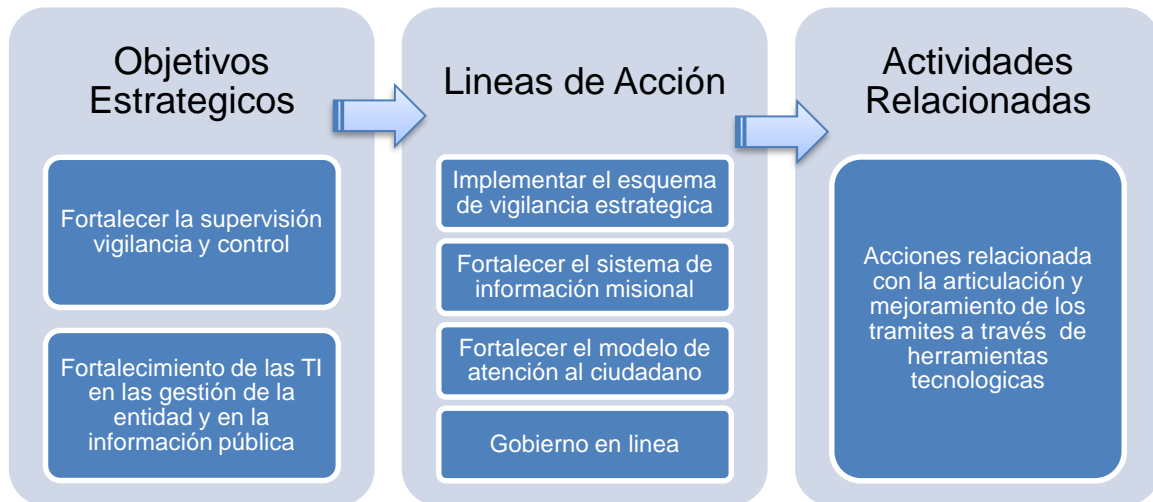 Objetivos
Estrategicos
Fortalecer la supervisión
vigilancia y control
Fortalecimiento de las TI
en las gestión de la
entidad y en la
información pública
Lineas de Acción
Implementar el esquema
de vigilancia estrategica
Fortalecer el sistema de
información misional
Fortalecer el modelo de
atención al ciudadano
Gobierno en linea
Actividades
Relacionadas
Acciones relacionada
con la articulación y
mejoramiento de los
tramites a través de
herramientas
tecnologicas